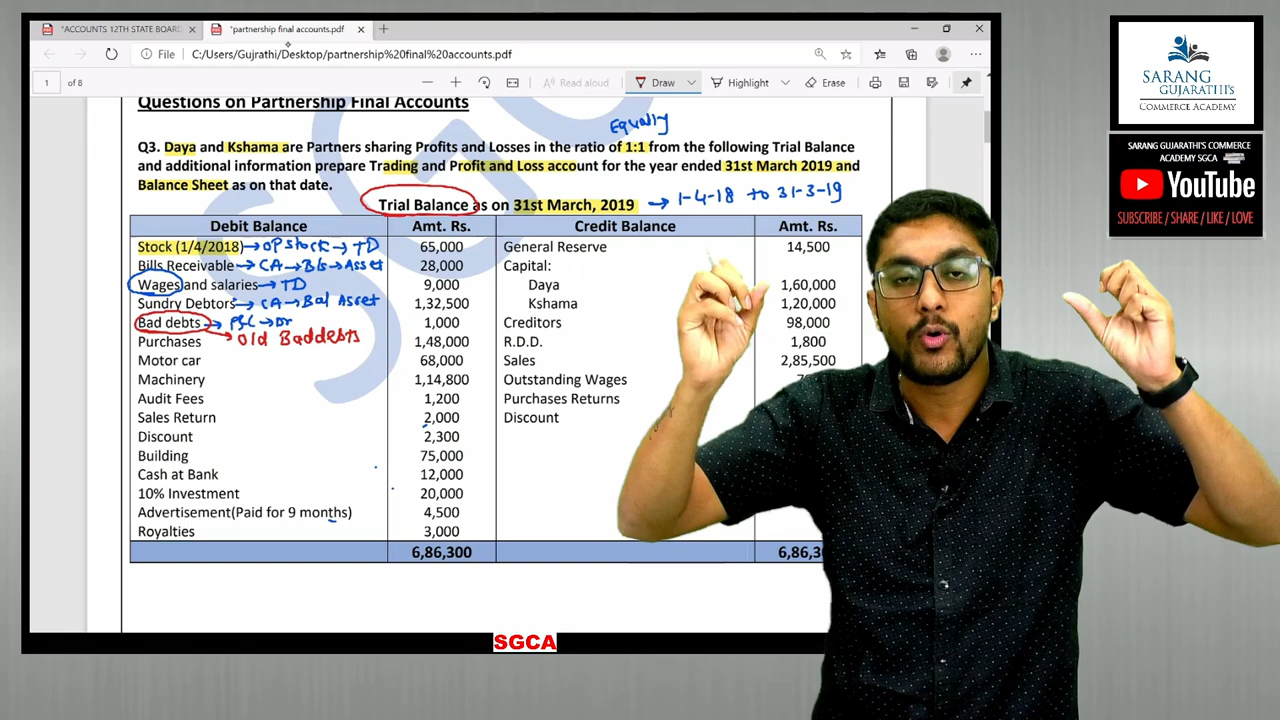 "ACCOUNTS 12TH STATE BOARD
*partnership final accounts.pdf
File
C:/Users/Gujrathi/Desktop/partnership%20final%20accounts.pdf
1 of 8
Read aloud
Draw
Highlight
Erase
Questions on Partnership Final Accounts
Equally
Q3. Daya and Kshama are Partners sharing Profits and Losses in the ratio of 1:1 from the following Trial Balance
and additional information prepare Trading and Profit and Loss account for the year ended 31st March 2019 and
Balance Sheet as on that date.
Trial Balance as on 31st March, 2019 → 1-4-18 to 31-3-19
Debit Balance Amt. Rs. Credit Balance Amt. Rs.
Stock (1/4/2018) → OP Stock → TD 65,000 General Reserve 14,500
Bills Receivable → CA → B/s → Asset 28,000 Capital:
Wages and salaries → TD 9,000 Daya 1,60,000
Sundry Debtors → CA → Bal Asset 1,32,500 Kshama 1,20,000
Bad debts → P&L → Dr 1,000 Creditors 98,000
→ Old Baddebts
Purchases 1,48,000 R.D.D. 1,800
Motor car 68,000 Sales 2,85,500
Machinery 1,14,800 Outstanding Wages
Audit Fees 1,200 Purchases Returns
Sales Return 2,000 Discount
Discount 2,300
Building 75,000
Cash at Bank 12,000
10% Investment 20,000
Advertisement(Paid for 9 months) 4,500
Royalties 3,000
6,86,300 6,86,30
SGCA
SARANG
GUJARATHI'S
COMMERCE ACADEMY
SARANG GUJARATHI'S COMMERCE
ACADEMY SGCA
YouTube
SUBSCRIBE / SHARE / LIKE / LOVE